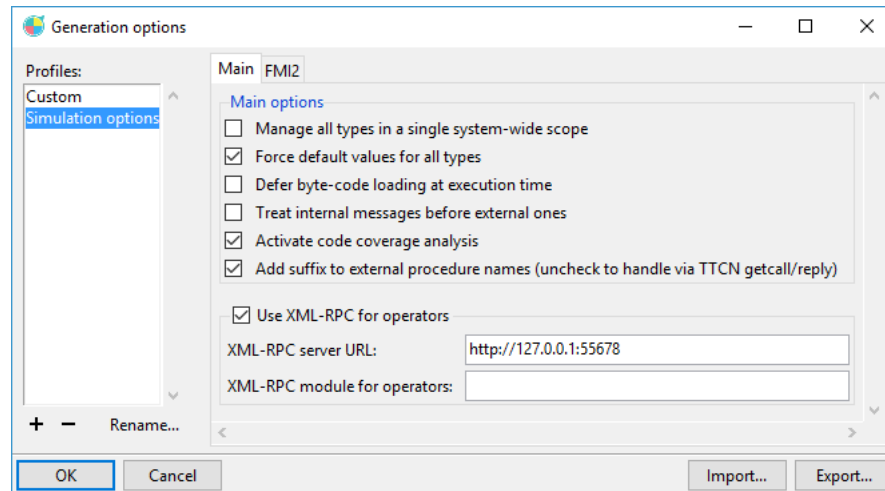 Generation options
Profiles:
Custom
Simulation options
Main FMI2
Main options
Manage all types in a single system-wide scope
Force default values for all types
Defer byte-code loading at execution time
Treat internal messages before external ones
Activate code coverage analysis
Add suffix to external procedure names (uncheck to handle via TTCN getcall/reply)
Use XML-RPC for operators
XML-RPC server URL: http://127.0.0.1:55678
XML-RPC module for operators:
+ − Rename...
OK Cancel Import... Export...